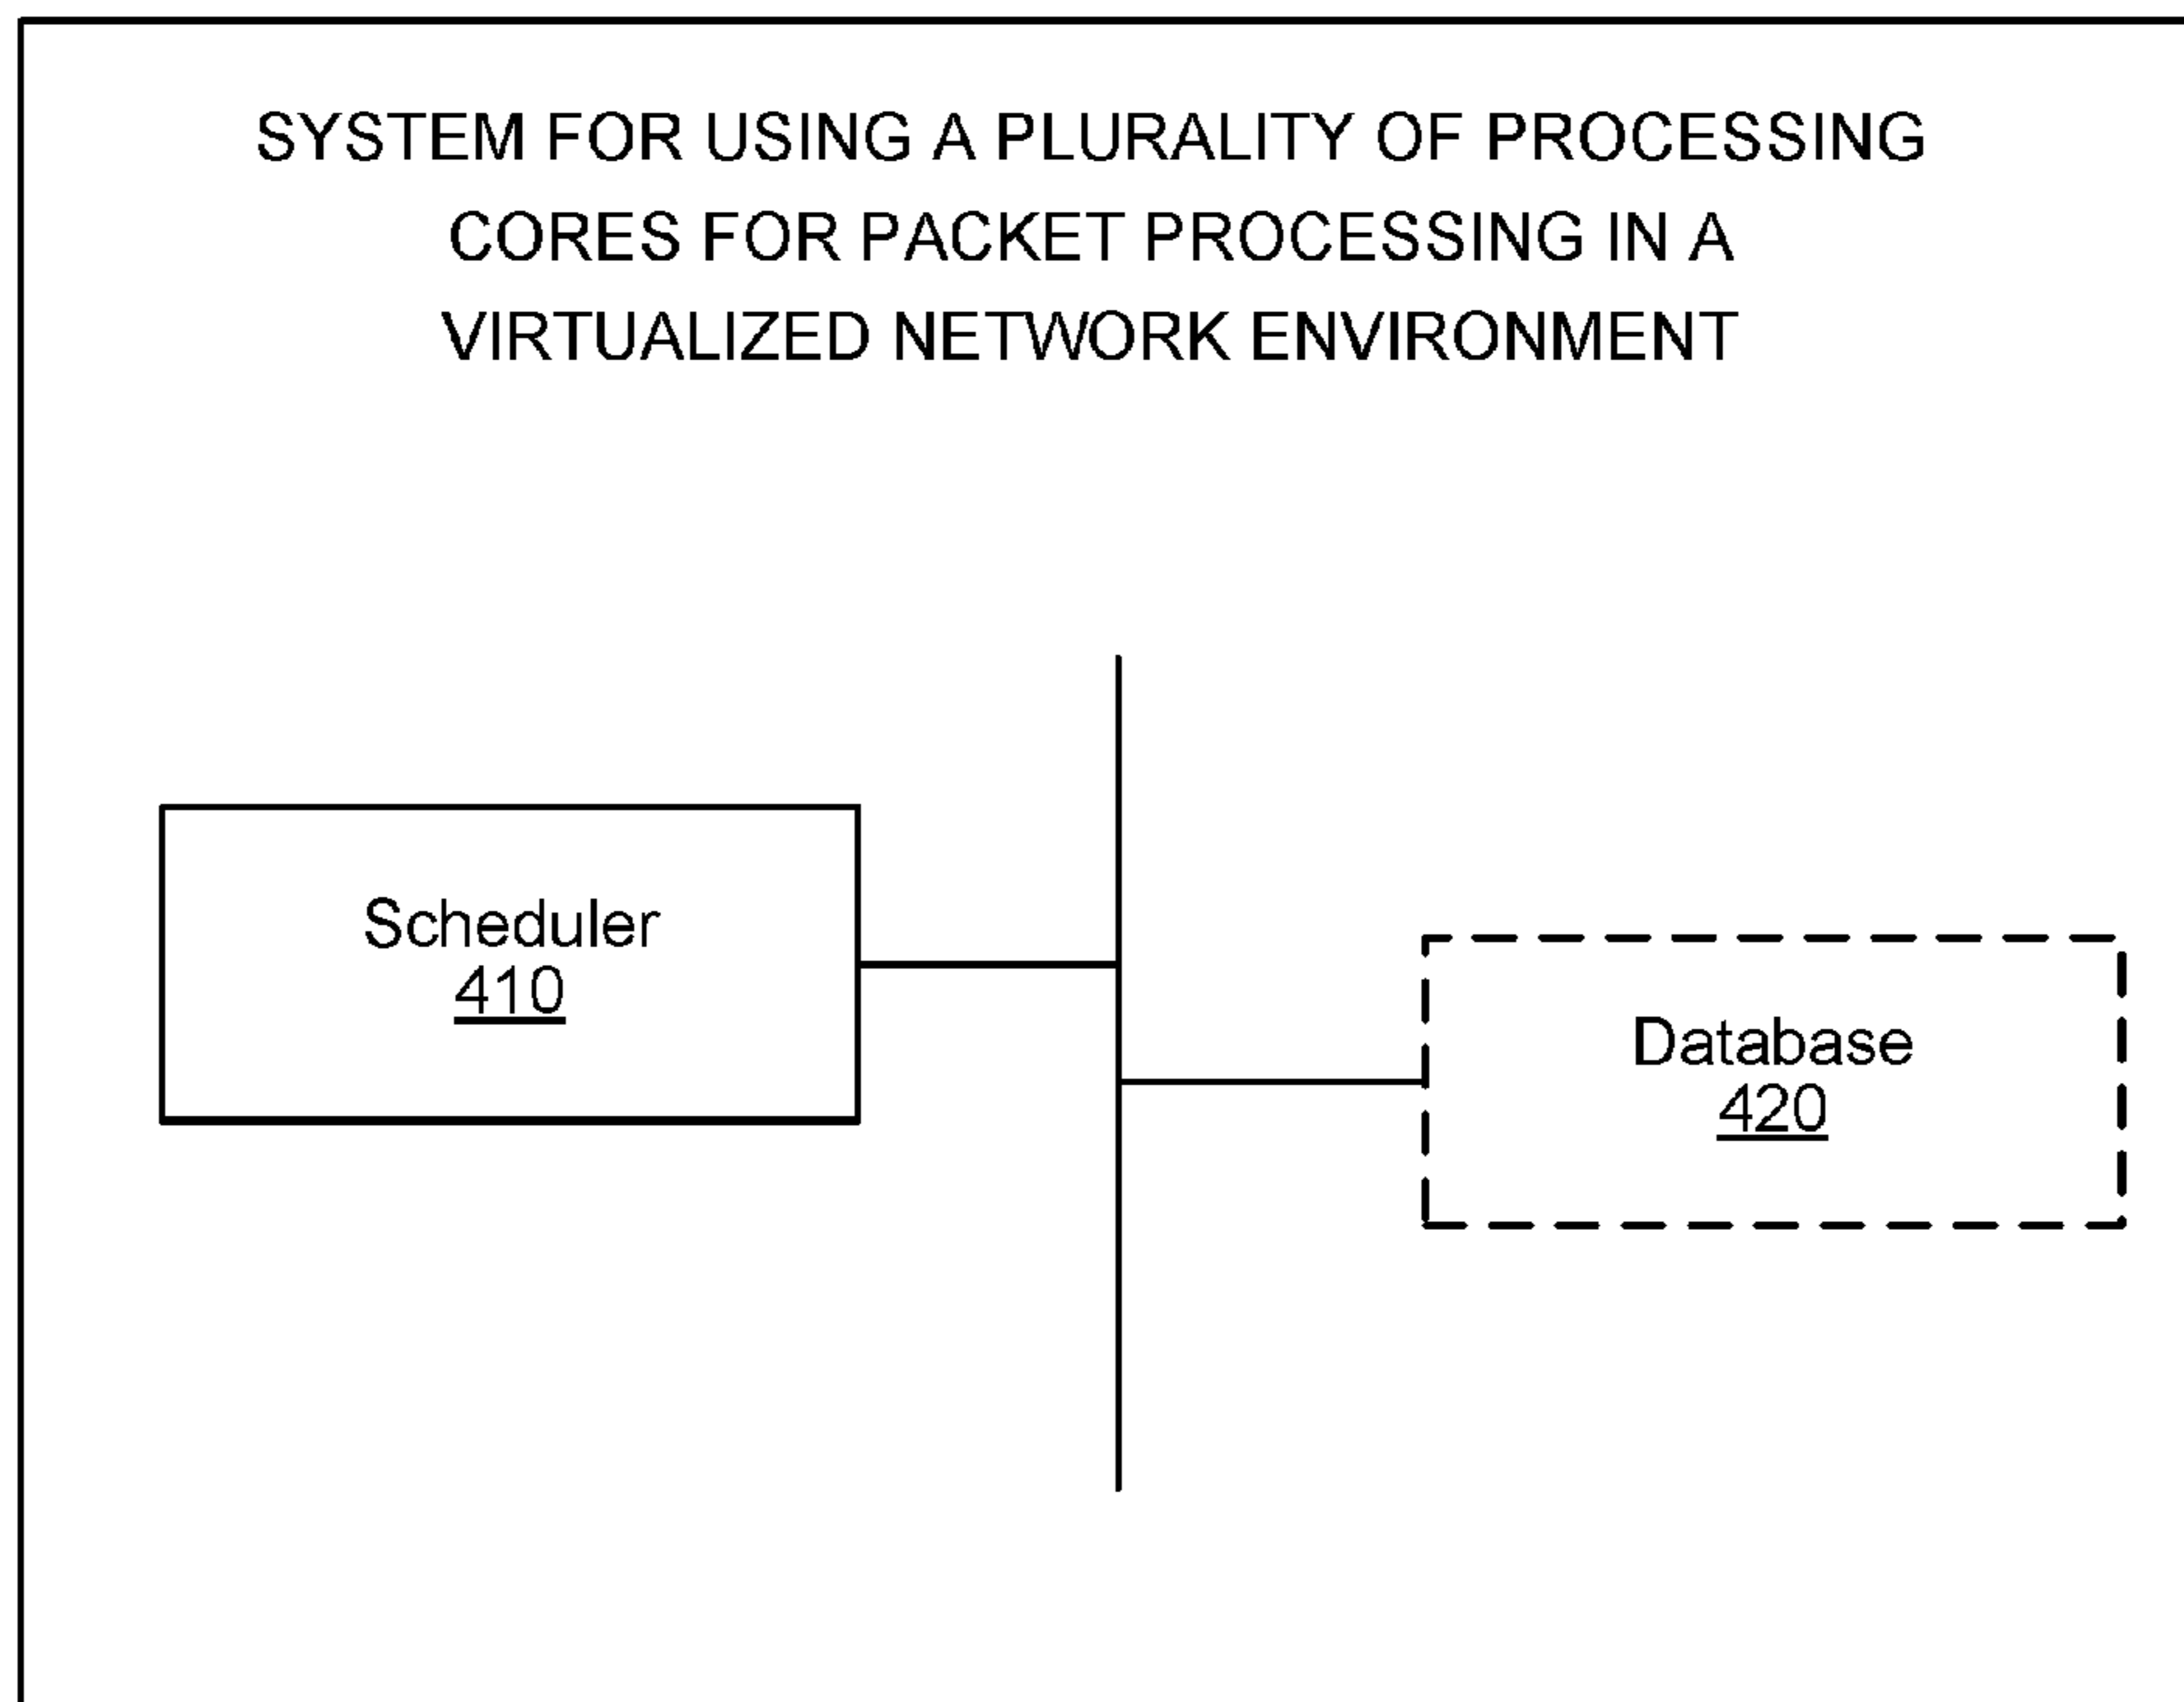 SYSTEM FOR USING A PLURALITY OF PROCESSING
CORES FOR PACKET PROCESSING IN A
VIRTUALIZED NETWORK ENVIRONMENT
Scheduler
410
Database
420